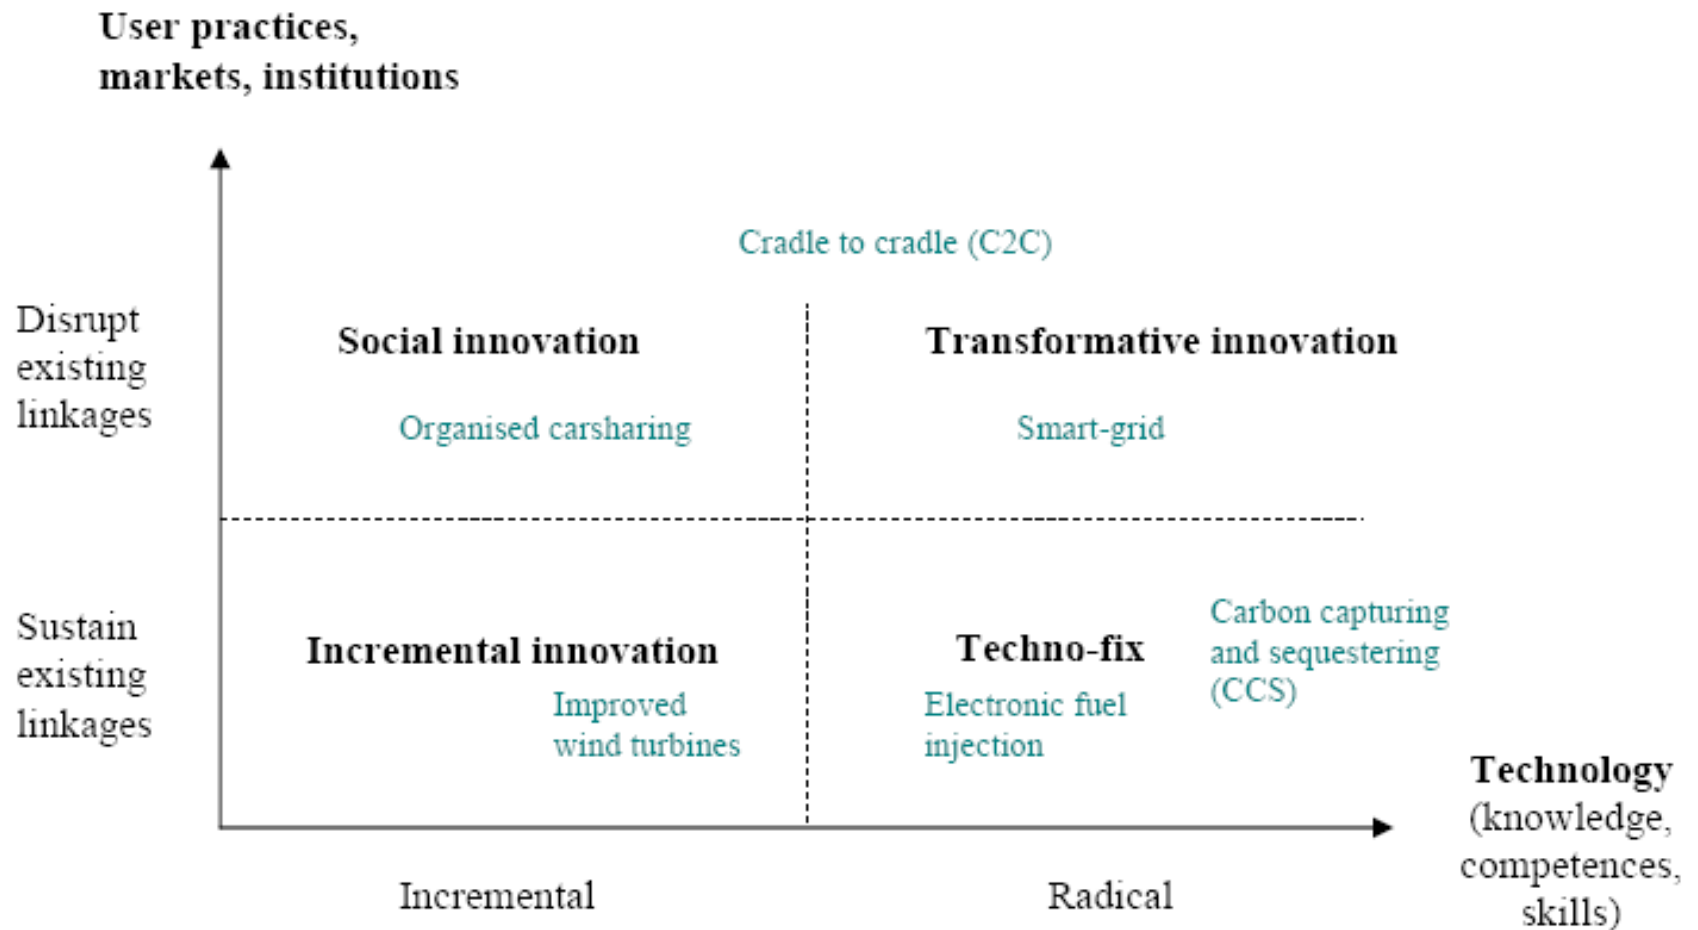 User practices,
markets, institutions
Cradle to cradle (C2C)
Disrupt
existing
linkages
Social innovation
Transformative innovation
Organised carsharing
Smart-grid
Sustain
existing
linkages
Incremental innovation
Improved
wind turbines
Techno-fix
Electronic fuel
injection
Carbon capturing
and sequestering
(CCS)
Technology
(knowledge,
competences,
skills)
Incremental
Radical